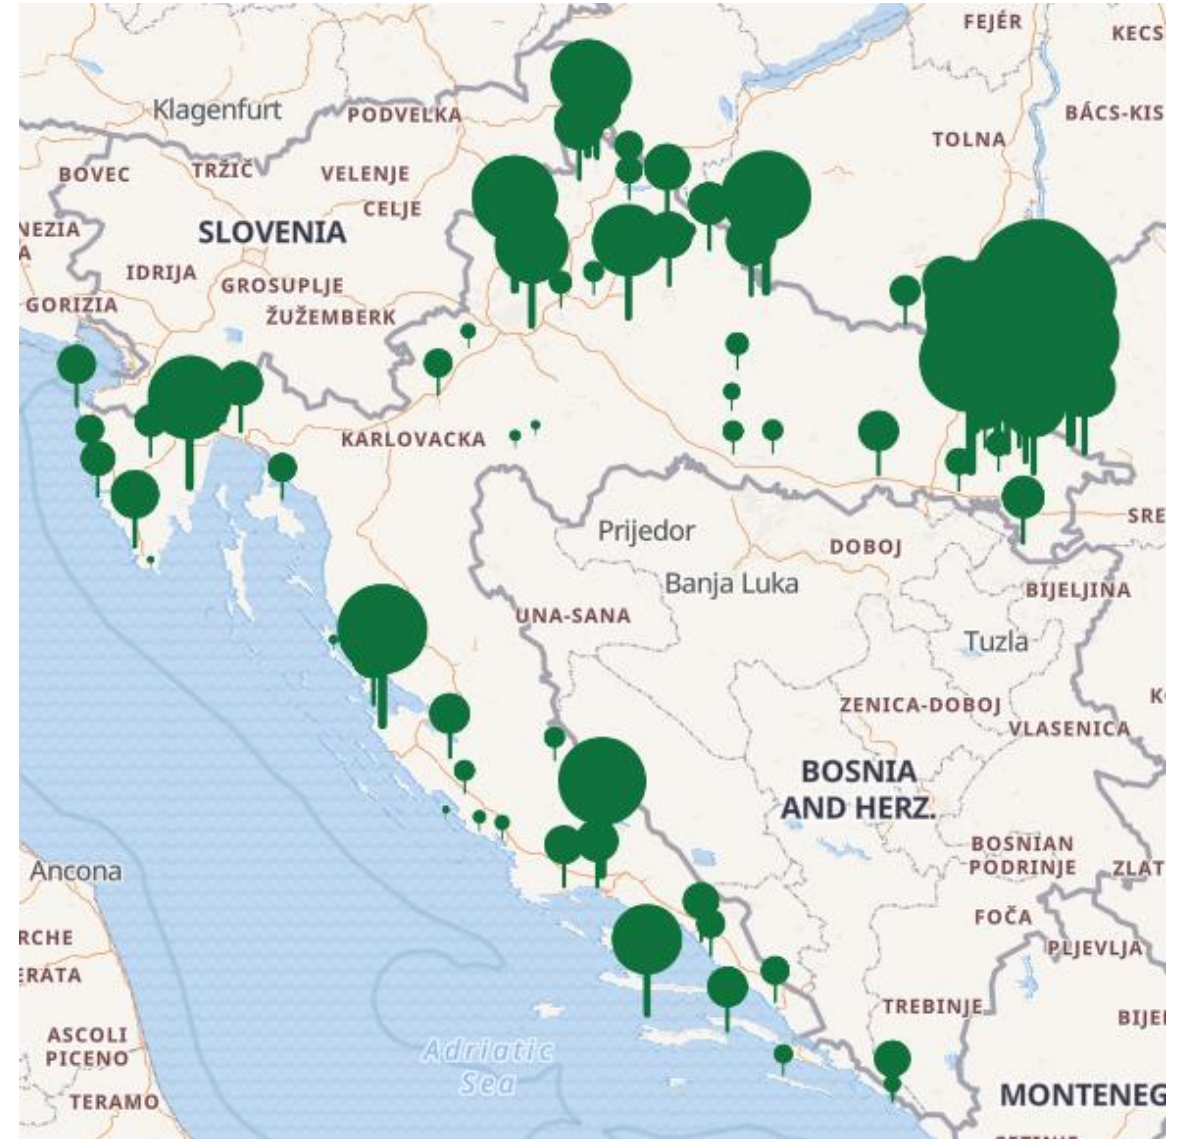 FEJÉR
KECS
Klagenfurt
PODVELKA
BÁCS-KIS
TOLNA
BOVEC
TRŽIČ
VELENJE
CELJE
NEZIA
A
SLOVENIA
IDRIJA
GROSUPLJE
GORIZIA
ŽUŽEMBERK
KARLOVACKA
SRE
Prijedor
DOBOJ
Banja Luka
BIJELJINA
UNA-SANA
Tuzla
ZENICA-DOBOJ
VLASENICA
BOSNIA
AND HERZ.
BOSNIAN
PODRINJE
ZLAT
Ancona
FOČA
RCHE
PLJEVLJA
ERATA
TREBINJE
BIJE
ASCOLI
PICENO
Adriatic
Sea
TERAMO
MONTENEG